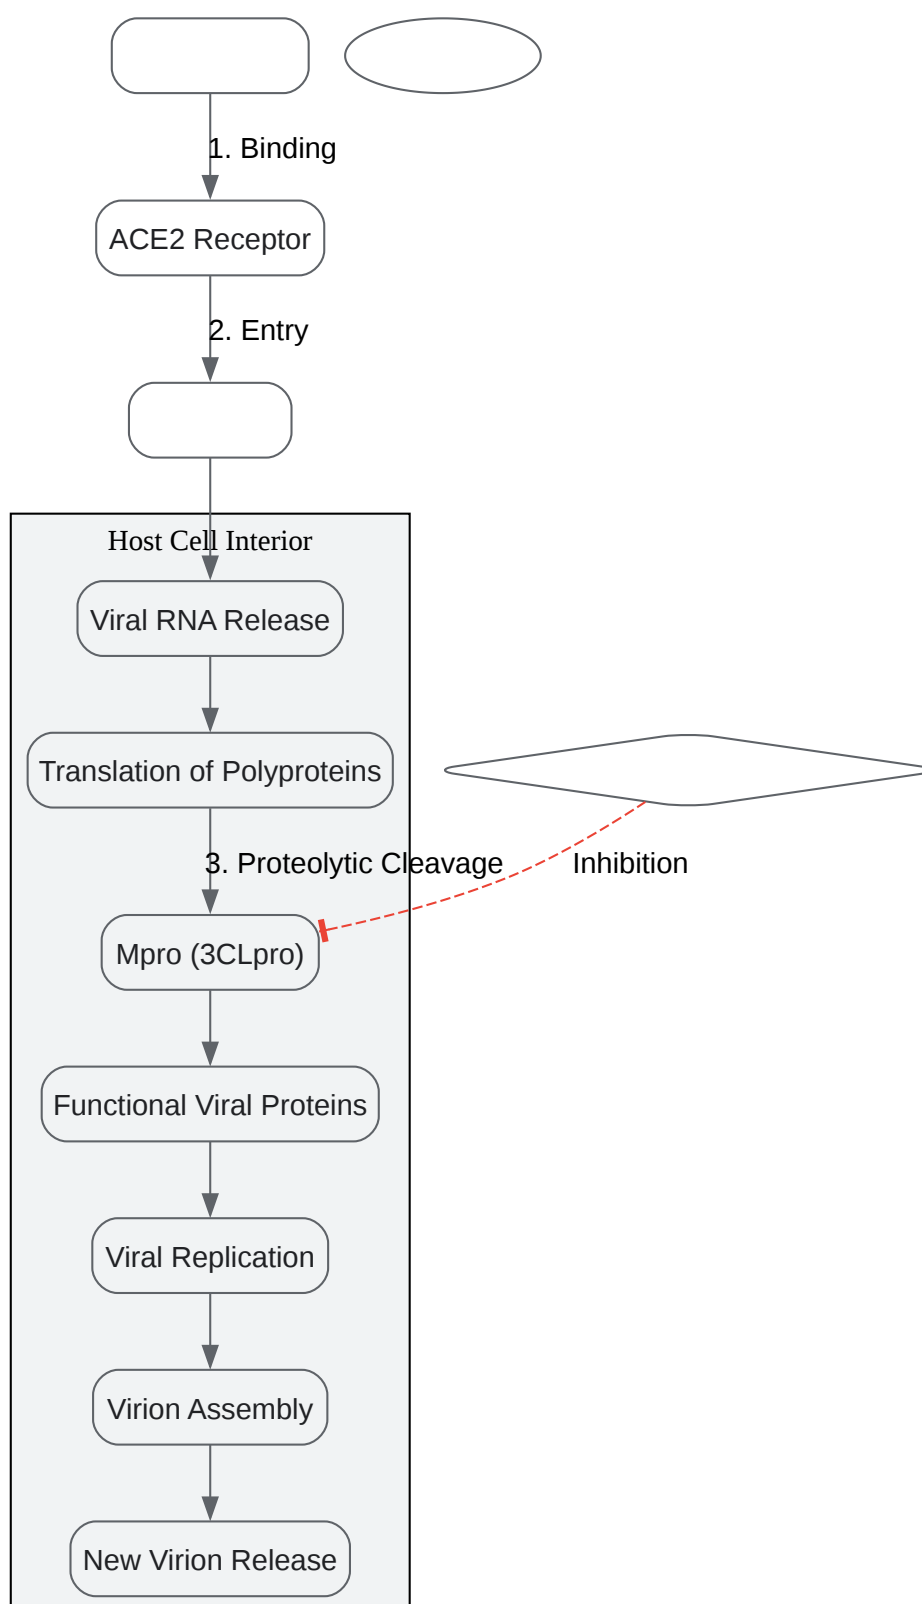 1. Binding
ACE2 Receptor
2. Entry
Host Cell Interior
Viral RNA Release
Translation of Polyproteins
3. Proteolytic Cleavage
Inhibition
Mpro (3CLpro)
Functional Viral Proteins
Viral Replication
Virion Assembly
New Virion Release